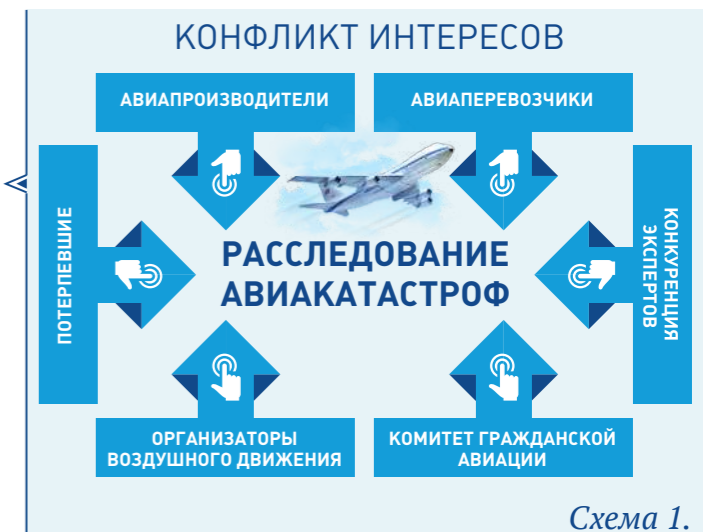 КОНФЛИКТ ИНТЕРЕСОВ
АВИАПРОИЗВОДИТЕЛИ
АВИАПЕРЕВОЗЧИКИ
ПОТЕРПЕВШИЕ
РАССЛЕДОВАНИЕ
АВИАКАТАСТРОФ
КОНКУРЕНЦИЯ
ЭКСПЕРТОВ
ОРГАНИЗАТОРЫ
ВОЗДУШНОГО ДВИЖЕНИЯ
КОМИТЕТ ГРАЖДАНСКОЙ
АВИАЦИИ
Схема 1.